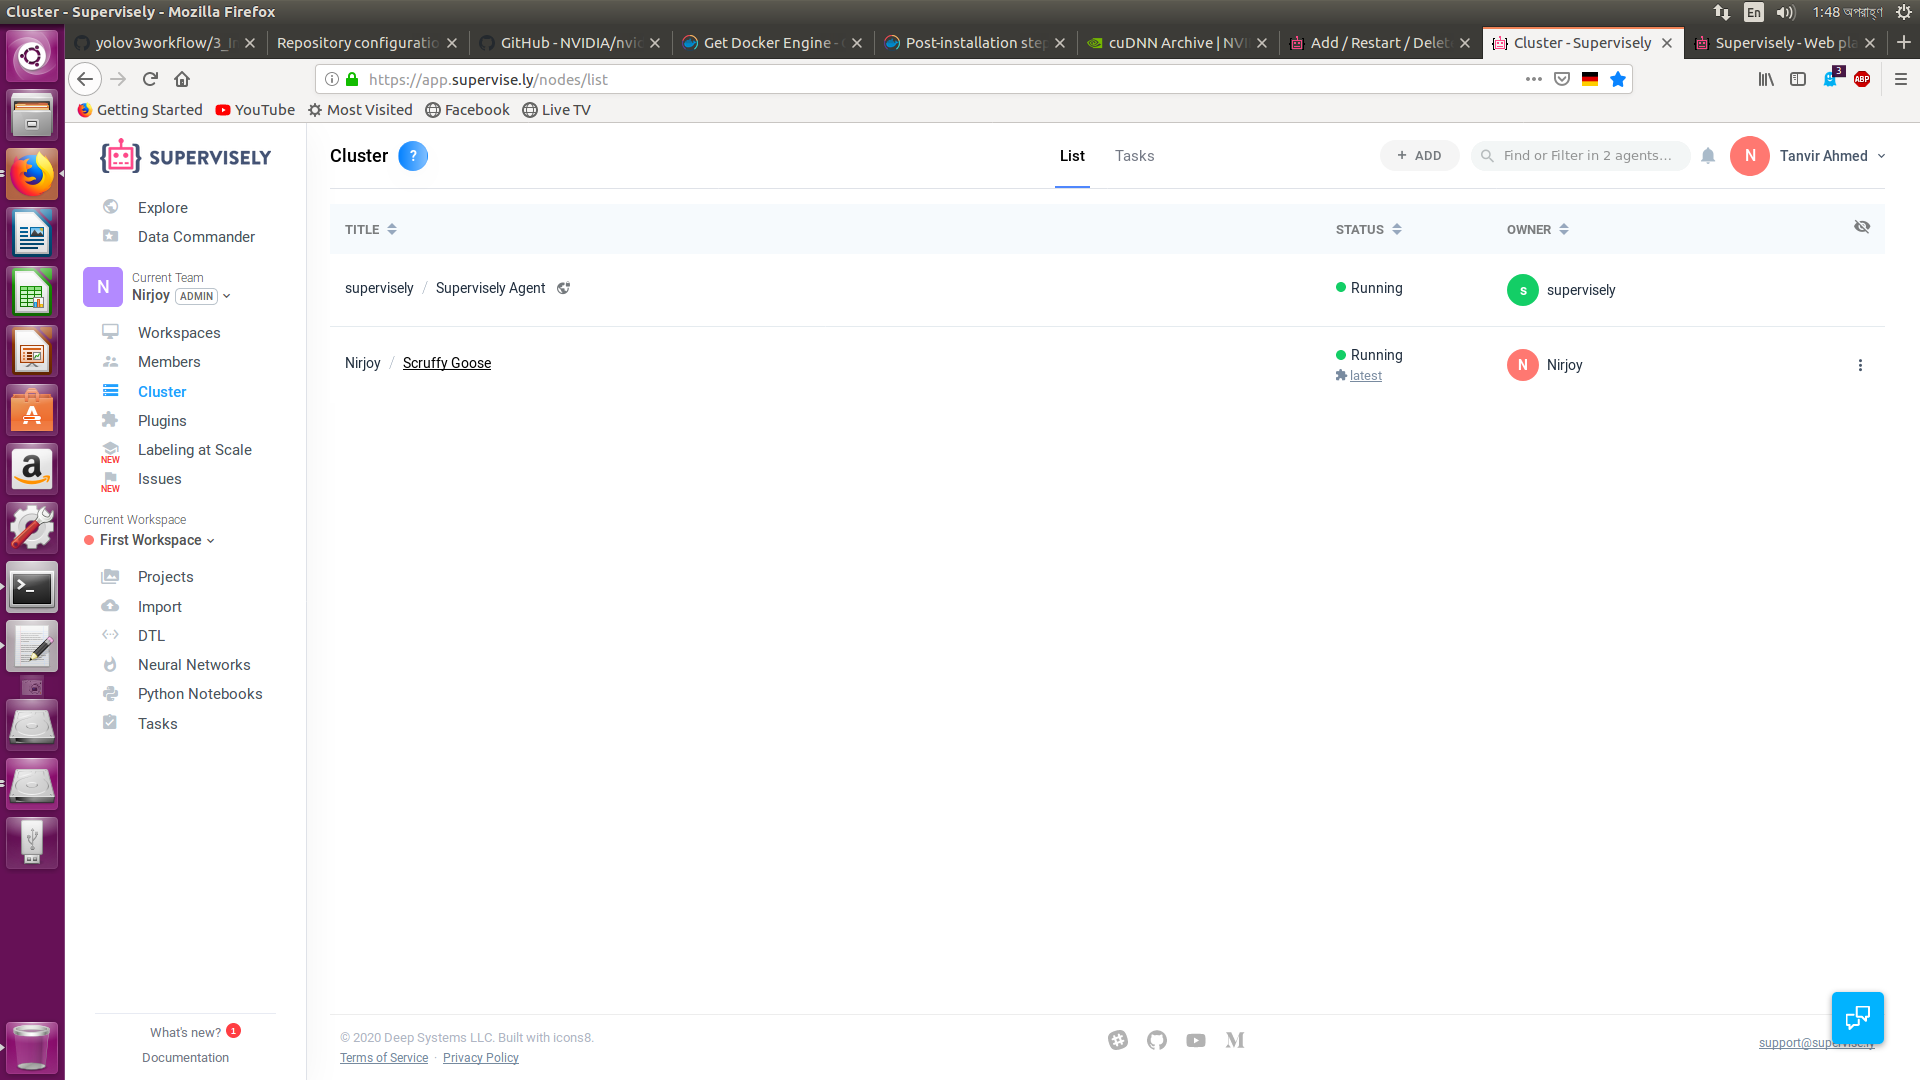 Cluster - Supervisely - Mozilla Firefox
En
1:48 অপরাহ্ণ
yolov3workflow/3_In
Repository configuratio
GitHub - NVIDIA/nvid
Get Docker Engine -
Post-installation step
cuDNN Archive | NVI
Add / Restart / Delet
Cluster - Supervisely
Supervisely - Web pla
https://app.supervise.ly/nodes/list
3
ABP
Getting Started
YouTube
Most Visited
Facebook
Live TV
SUPERVISELY
Cluster ?
List
Tasks
+ ADD
Find or Filter in 2 agents...
N
Tanvir Ahmed
Explore
Data Commander
N
Current Team
Nirjoy ADMIN
Workspaces
Members
Cluster
Plugins
Labeling at Scale
NEW
Issues
NEW
Current Workspace
First Workspace
Projects
Import
DTL
Neural Networks
Python Notebooks
Tasks
What's new? 1
Documentation
TITLE
STATUS
OWNER
supervisely / Supervisely Agent
Running
s supervisely
Nirjoy / Scruffy Goose
Running
latest
N Nirjoy
© 2020 Deep Systems LLC. Built with icons8.
Terms of Service · Privacy Policy
support@supervise.ly